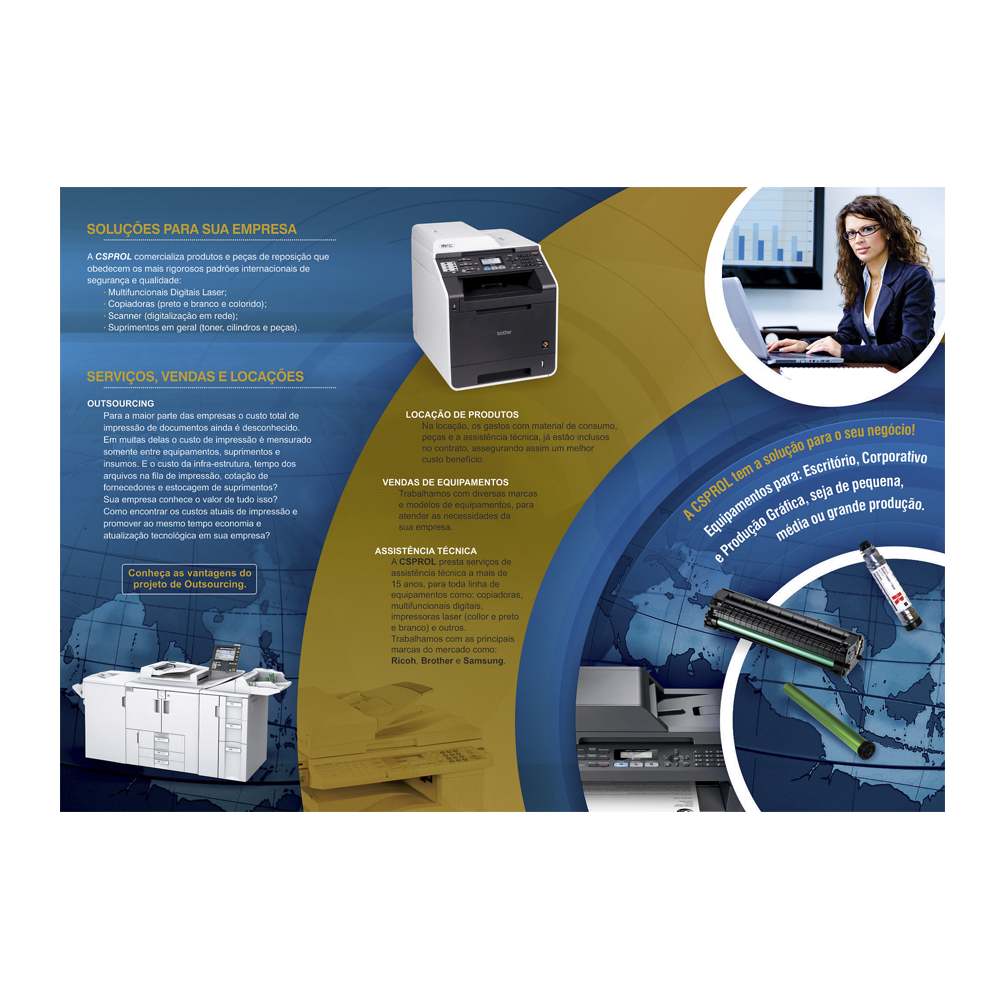 SOLUÇÕES PARA SUA EMPRESA
A CSPROL comercializa produtos e peças de reposição que
obedecem os mais rigorosos padrões internacionais de
segurança e qualidade:
· Multifuncionais Digitais Laser;
· Copiadoras (preto e branco e colorido);
· Scanner (digitalização em rede);
· Suprimentos em geral (toner, cilindros e peças).
SERVIÇOS, VENDAS E LOCAÇÕES
OUTSOURCING
Para a maior parte das empresas o custo total de
impressão de documentos ainda é desconhecido.
Em muitas delas o custo de impressão é mensurado
somente entre equipamentos, suprimentos e
insumos. E o custo da infra-estrutura, tempo dos
arquivos na fila de impressão, cotação de
fornecedores e estocagem de suprimentos?
Sua empresa conhece o valor de tudo isso?
Como encontrar os custos atuais de impressão e
promover ao mesmo tempo economia e
atualização tecnológica em sua empresa?
Conheça as vantagens do
projeto de Outsourcing.
brother
LOCAÇÃO DE PRODUTOS
Na locação, os gastos com material de consumo,
peças e a assistência técnica, já estão inclusos
no contrato, assegurando assim um melhor
custo benefício.
VENDAS DE EQUIPAMENTOS
Trabalhamos com diversas marcas
e modelos de equipamentos, para
atender as necessidades da
sua empresa.
ASSISTÊNCIA TÉCNICA
A CSPROL presta serviços de
assistência técnica a mais de
15 anos, para toda linha de
equipamentos como: copiadoras,
multifuncionais digitais,
impressoras laser (collor e preto
e branco) e outros.
Trabalhamos com as principais
marcas do mercado como:
Ricoh, Brother e Samsung.
A CSPROL tem a solução para o seu negócio!
Equipamentos para: Escritório, Corporativo
e Produção Gráfica, seja de pequena,
média ou grande produção.